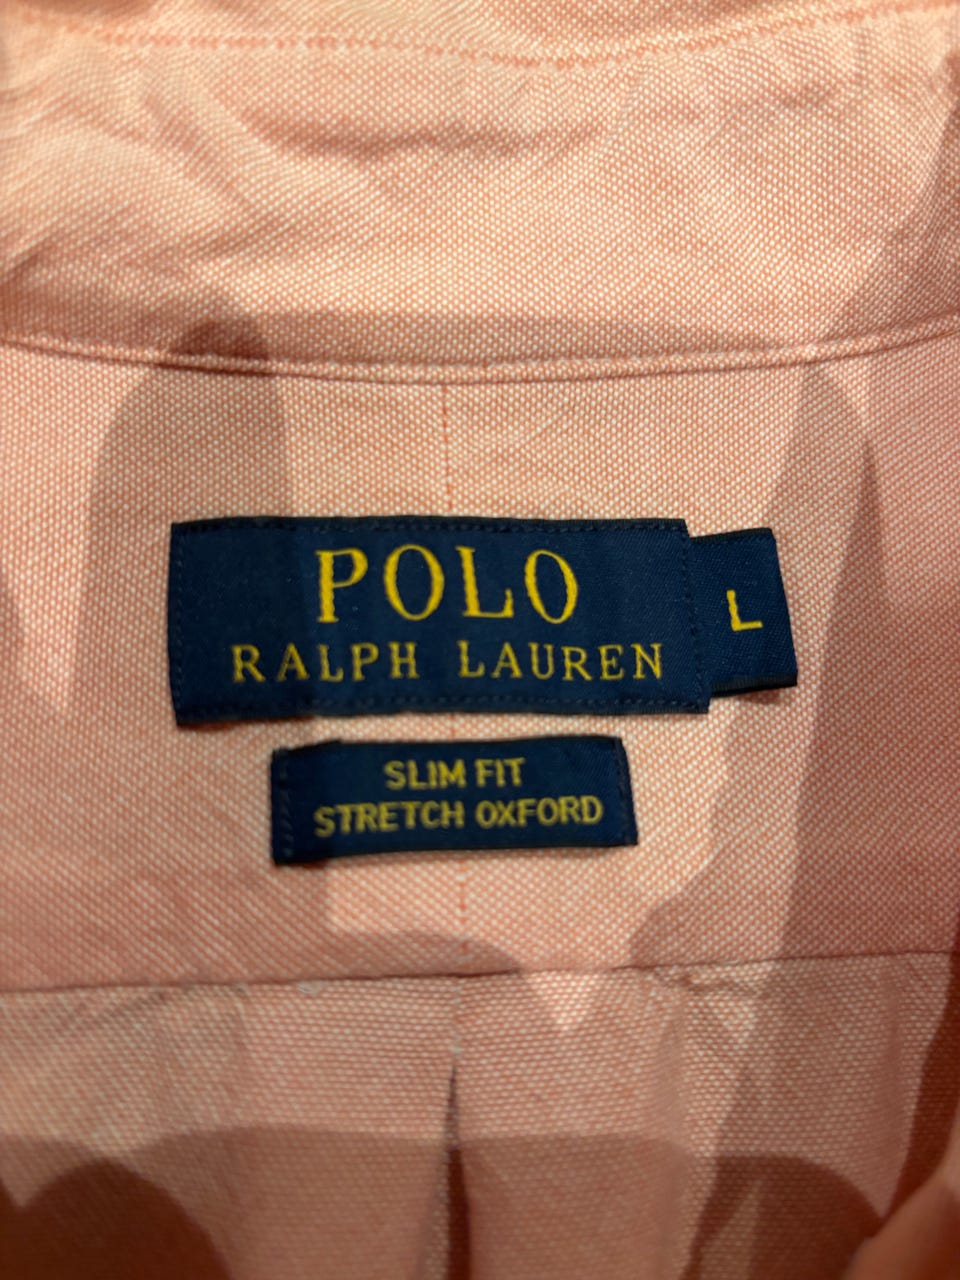 POLO
RALPH LAUREN
L
SLIM FIT
STRETCH OXFORD